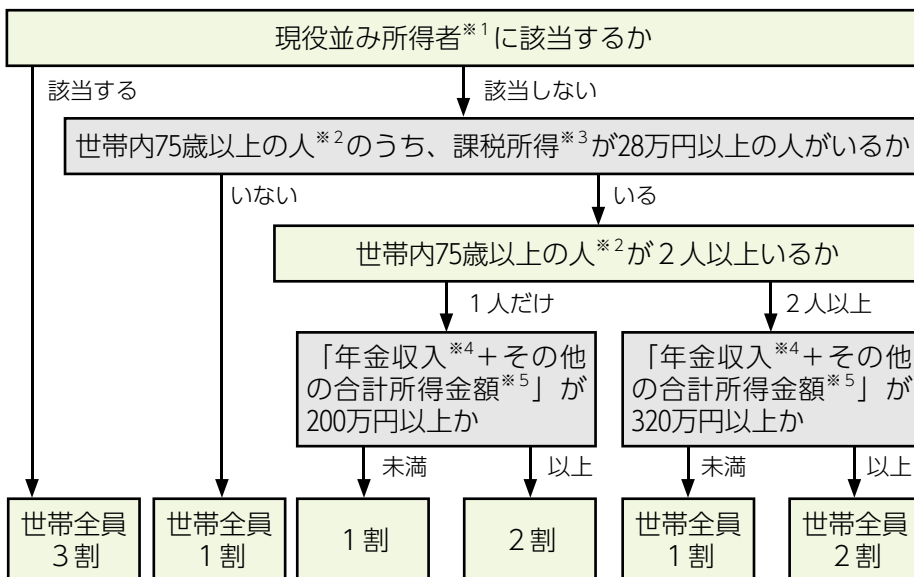 現役並み所得者※1に該当するか
該当する
該当しない
世帯内75歳以上の人※2のうち、課税所得※3が28万円以上の人がいるか
いない
いる
世帯内75歳以上の人※2が２人以上いるか
１人だけ
２人以上
「年金収入※4＋その他
の合計所得金額※5」が
200万円以上か
「年金収入※4＋その他
の合計所得金額※5」が
320万円以上か
未満
以上
未満
以上
世帯全員
３割
世帯全員
１割
１割
２割
世帯全員
１割
世帯全員
２割